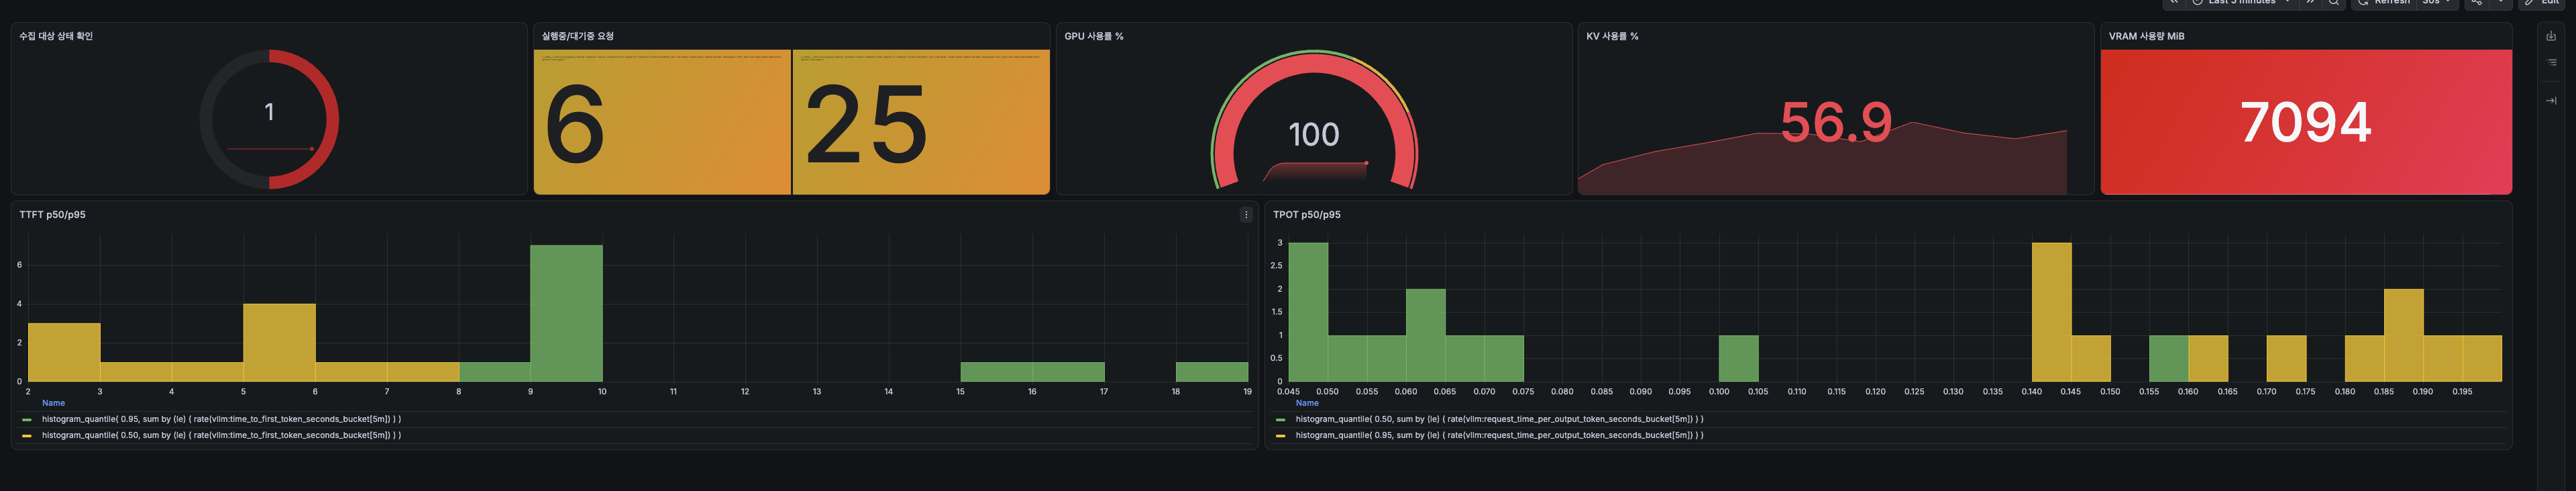 Last 5 minutes
Refresh
30s
Edit
수집 대상 상태 확인
1
실행중/대기중 요청
6
25
GPU 사용률 %
100
KV 사용률 %
56.9
VRAM 사용량 MiB
7094
TTFT p50/p95
6
4
2
0
2 3 4 5 6 7 8 9 10 11 12 13 14 15 16 17 18 19
Name
histogram_quantile( 0.95, sum by (le) ( rate(vllm:time_to_first_token_seconds_bucket[5m]) ) )
histogram_quantile( 0.50, sum by (le) ( rate(vllm:time_to_first_token_seconds_bucket[5m]) ) )
TPOT p50/p95
3
2.5
2
1.5
1
0.5
0
0.045 0.050 0.055 0.060 0.065 0.070 0.075 0.080 0.085 0.090 0.095 0.100 0.105 0.110 0.115 0.120 0.125 0.130 0.135 0.140 0.145 0.150 0.155 0.160 0.165 0.170 0.175 0.180 0.185 0.190 0.195
Name
histogram_quantile( 0.50, sum by (le) ( rate(vllm:request_time_per_output_token_seconds_bucket[5m]) ) )
histogram_quantile( 0.95, sum by (le) ( rate(vllm:request_time_per_output_token_seconds_bucket[5m]) ) )